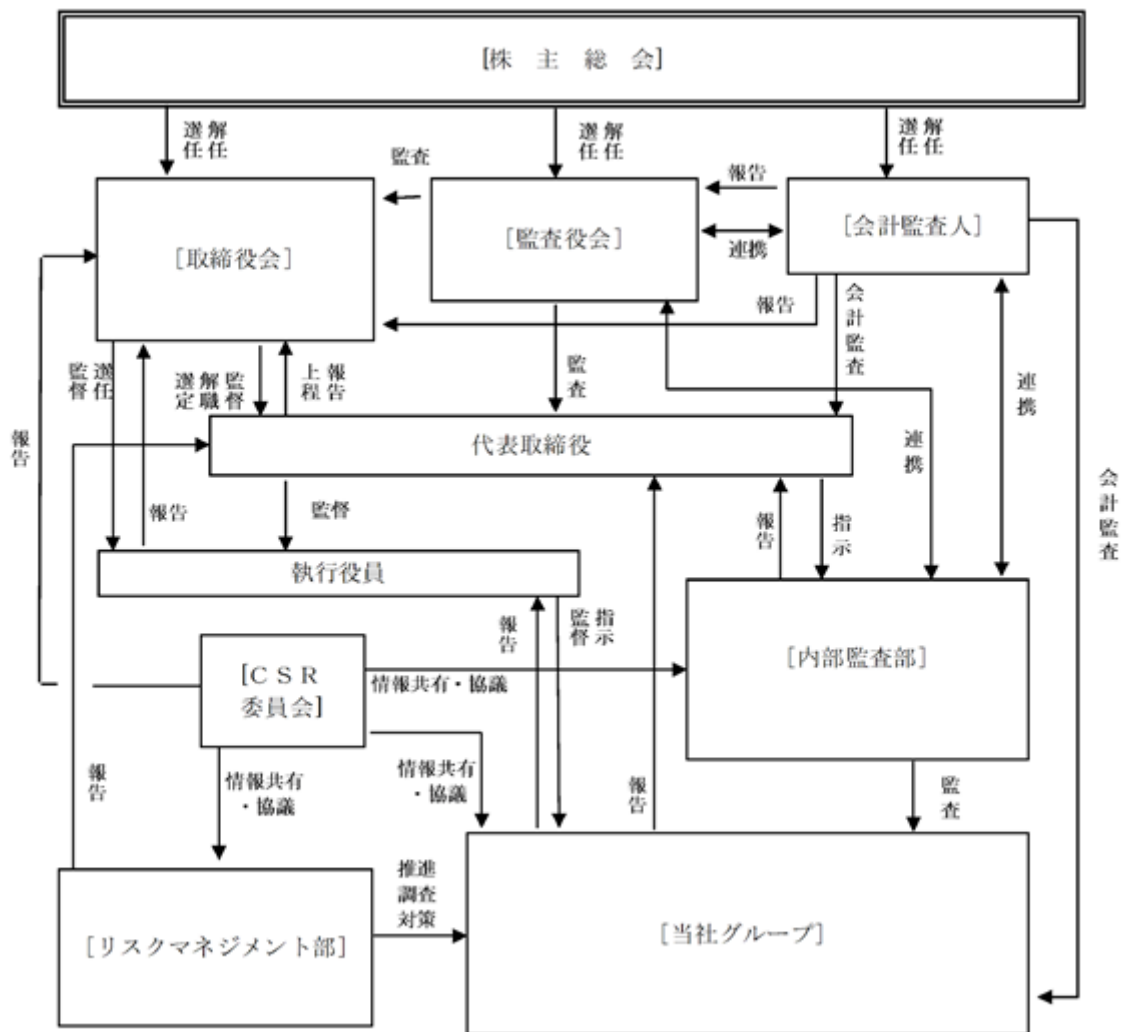 [株 主 総 会]
選任 解任
選任 解任
選任 解任
監査
報告
[取締役会]
[監査役会]
[会計監査人]
連携
報告
会計監査
監督 選任
選定 解職 監督
上程 報告
監査
連携
連携
会計監査
報告
代表取締役
報告
監督
報告
指示
執行役員
報告
監督 指示
[内部監査部]
[CSR
委員会]
情報共有・協議
報告
情報共有
・協議
情報共有
・協議
報告
監査
推進
調査
対策
[リスクマネジメント部]
[当社グループ]